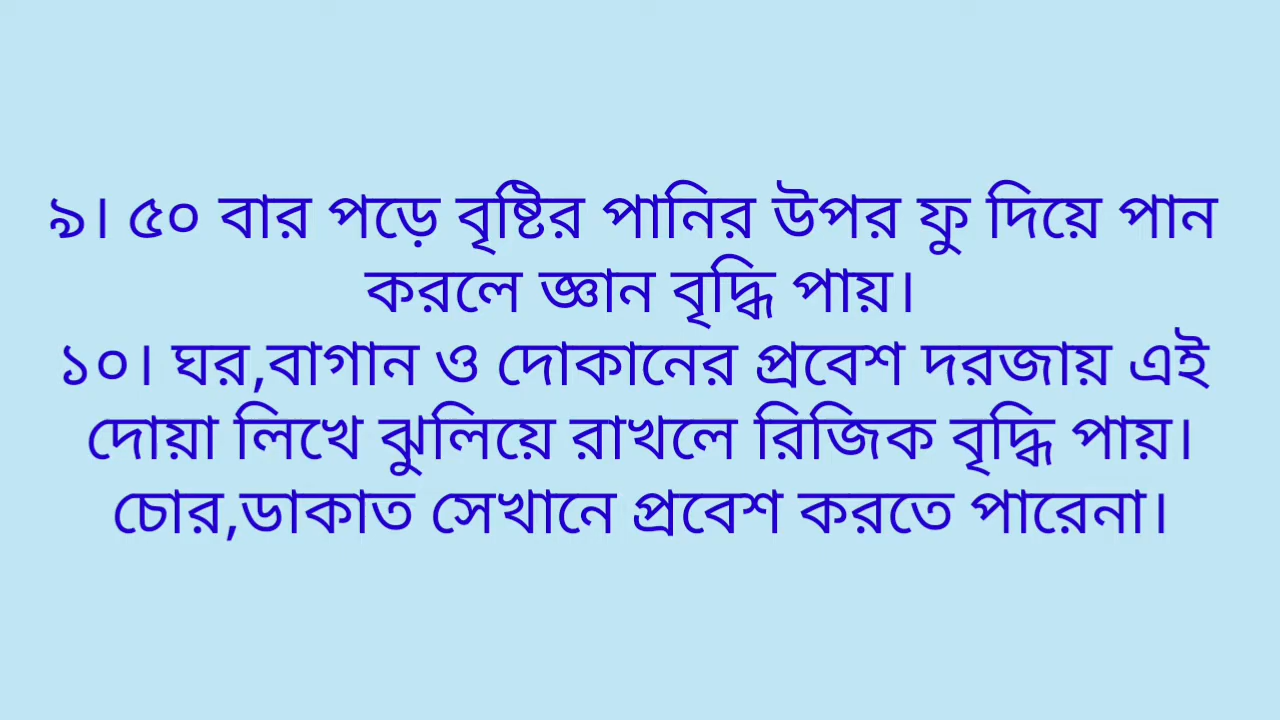 ৯। ৫০ বার পড়ে বৃষ্টির পানির উপর ফু দিয়ে পান
করলে জ্ঞান বৃদ্ধি পায়।
১০। ঘর,বাগান ও দোকানের প্রবেশ দরজায় এই
দোয়া লিখে ঝুলিয়ে রাখলে রিজিক বৃদ্ধি পায়।
চোর,ডাকাত সেখানে প্রবেশ করতে পারেনা।